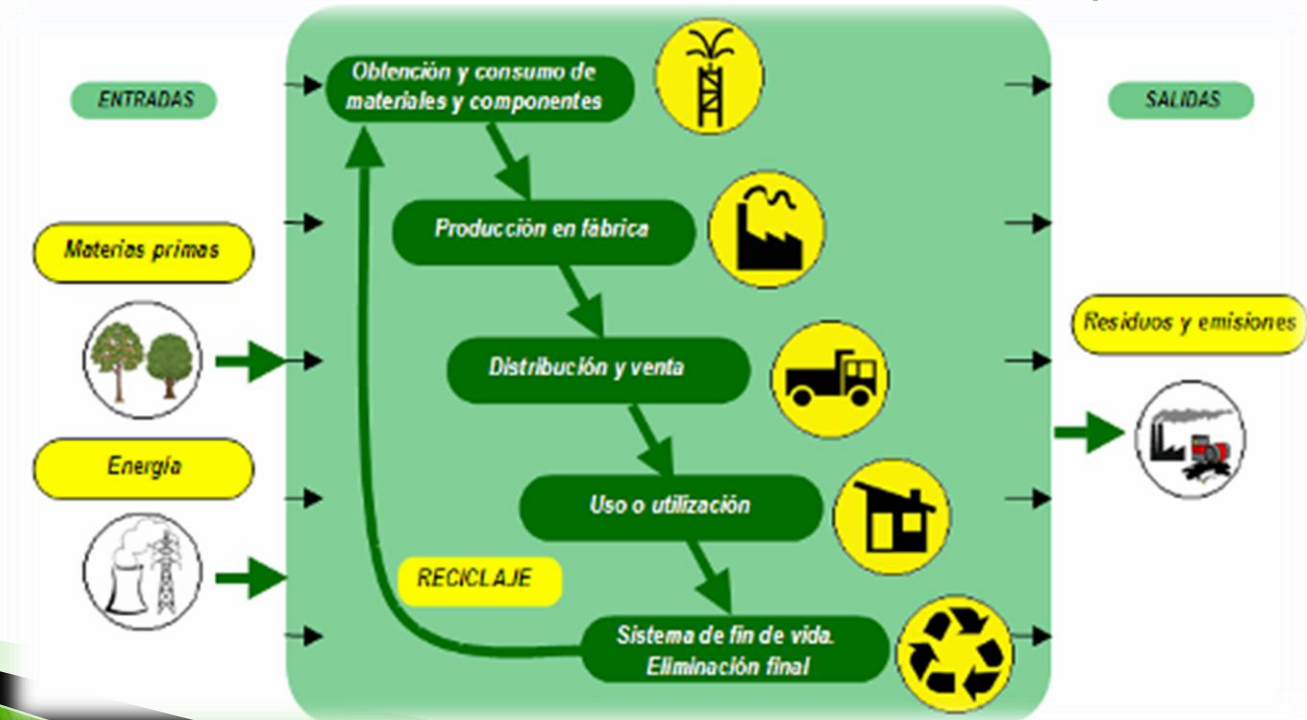 ENTRADAS
Obtención y consumo de
materiales y componentes
SALIDAS
Materias primas
Producción en fábrica
Residuos y emisiones
Distribución y venta
Energía
Uso o utilización
RECICLAJE
Sistema de fin de vida.
Eliminación final